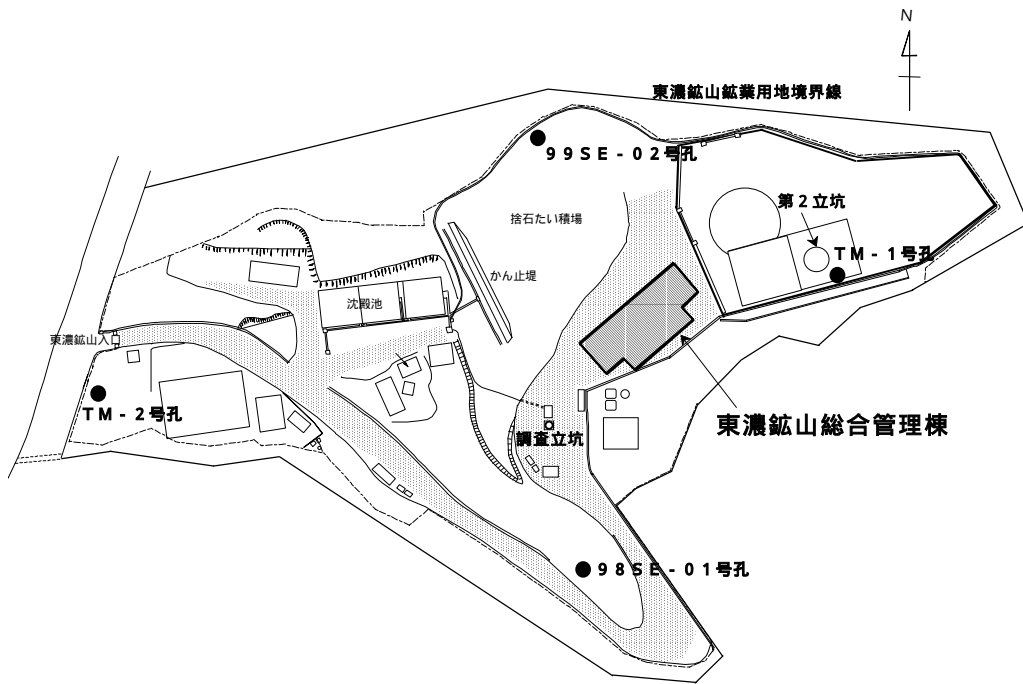 N
東濃鉱山鉱業用地境界線
９９ＳＥ－０２号孔
捨石たい積場
第２立坑
ＴＭ－１号孔
かん止堤
沈殿池
東濃鉱山入
ＴＭ－２号孔
東濃鉱山総合管理棟
調査立坑
９８ＳＥ－０１号孔